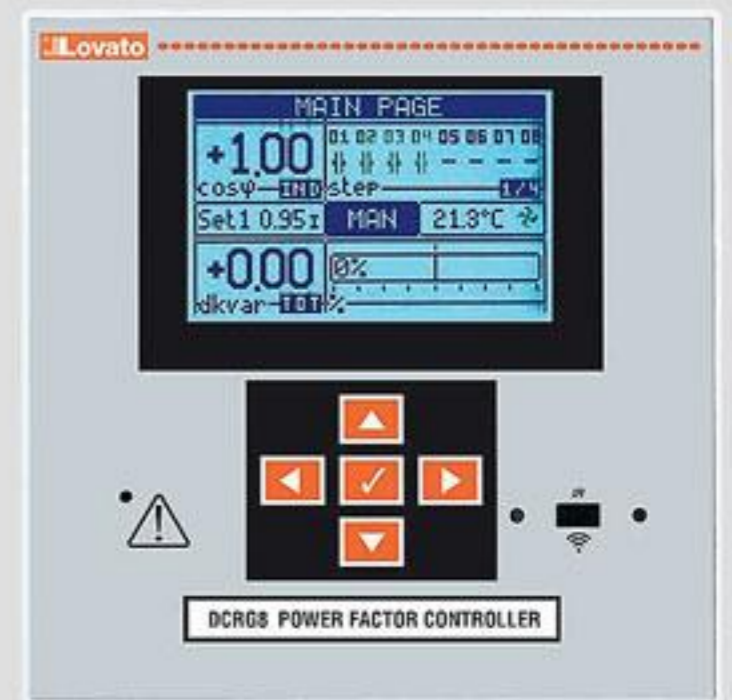 Lovato
MAIN PAGE
+1.00 01 02 03 04 05 06 07 08
cosφ IND step 1/4
Set1 0.95I MAN 21.3°C
+0.00 0%
dkvar TOT %
DCRG8 POWER FACTOR CONTROLLER